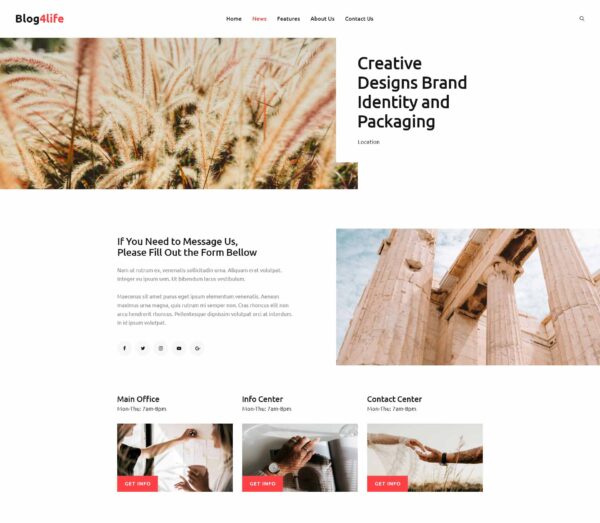 Blog4life
Home News Features About Us Contact Us
Creative
Designs Brand
Identity and
Packaging
Location
If You Need to Message Us,
Please Fill Out the Form Bellow
Nam ut rutrum ex, venenatis sollicitudin urna. Aliquam erat volutpat.
Integer eu ipsum sem. Ut bibendum lacus vestibulum.
Maecenas sit amet purus eget ipsum elementum venenatis. Aenean
maximus urna magna, quis rutrum mi semper non. Cras rhoncus elit non
arcu hendrerit rhoncus. Pellentesque dignissim volutpat orci at interdum.
In id ipsum volutpat.
Main Office
Mon-Thu: 7am-8pm
Info Center
Mon-Thu: 7am-8pm
Contact Center
Mon-Thu: 7am-8pm
GET INFO
GET INFO
GET INFO